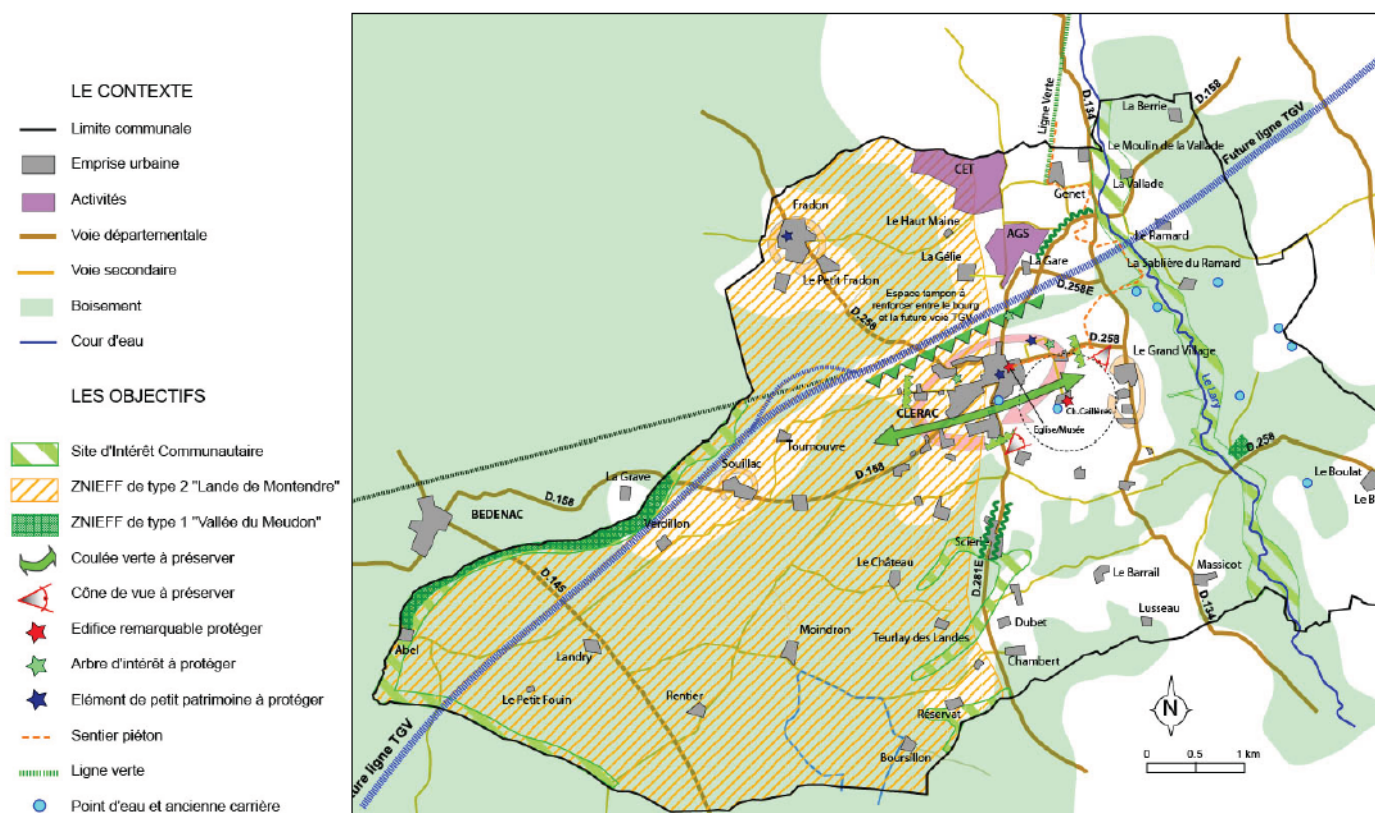 LE CONTEXTE
Limite communale
Emprise urbaine
Activités
Voie départementale
Voie secondaire
Boisement
Cour d'eau
LES OBJECTIFS
Site d'Intérêt Communautaire
ZNIEFF de type 2 "Lande de Montendre"
ZNIEFF de type 1 "Vallée du Meudon"
Coulée verte à préserver
Cône de vue à préserver
Edifice remarquable protéger
Arbre d'intérêt à protéger
Elément de petit patrimoine à protéger
Sentier piéton
Ligne verte
Point d'eau et ancienne carrière
Ligne Verte
D.134
La Berrie
D.158
Future ligne TGV
Le Moulin de la Vallade
CET
La Vallade
Genet
Fradon
Le Haut Maine
AGS
Le Ramard
La Gélie
La Gare
La Sablière du Ramard
Le Petit Fradon
D.258E
Espace tampon à
renforcer entre le bourg
et la future voie TGV
D.258
D.258
Le Grand Village
Le Lary
CLERAC
Ch.Caillères
Eglise/Musée
Tournouvre
D.258
Souillac
La Grave
D.158
D.158
Le Boulat
Le B
BEDENAC
Verdillon
Scierie
Le Château
D.281E
Le Barrail
Massicot
D.145
Lusseau
D.134
Abel
Landry
Moindron
Teurlay des Landes
Dubet
Chambert
Le Petit Fouin
Rentier
Réservat
N
Boursillon
ture ligne TGV
0 0.5 1 km